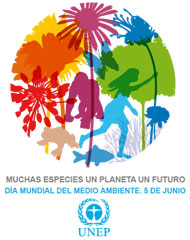 MUCHAS ESPECIES UN PLANETA UN FUTURO
DÍA MUNDIAL DEL MEDIO AMBIENTE. 5 DE JUNIO
UNEP